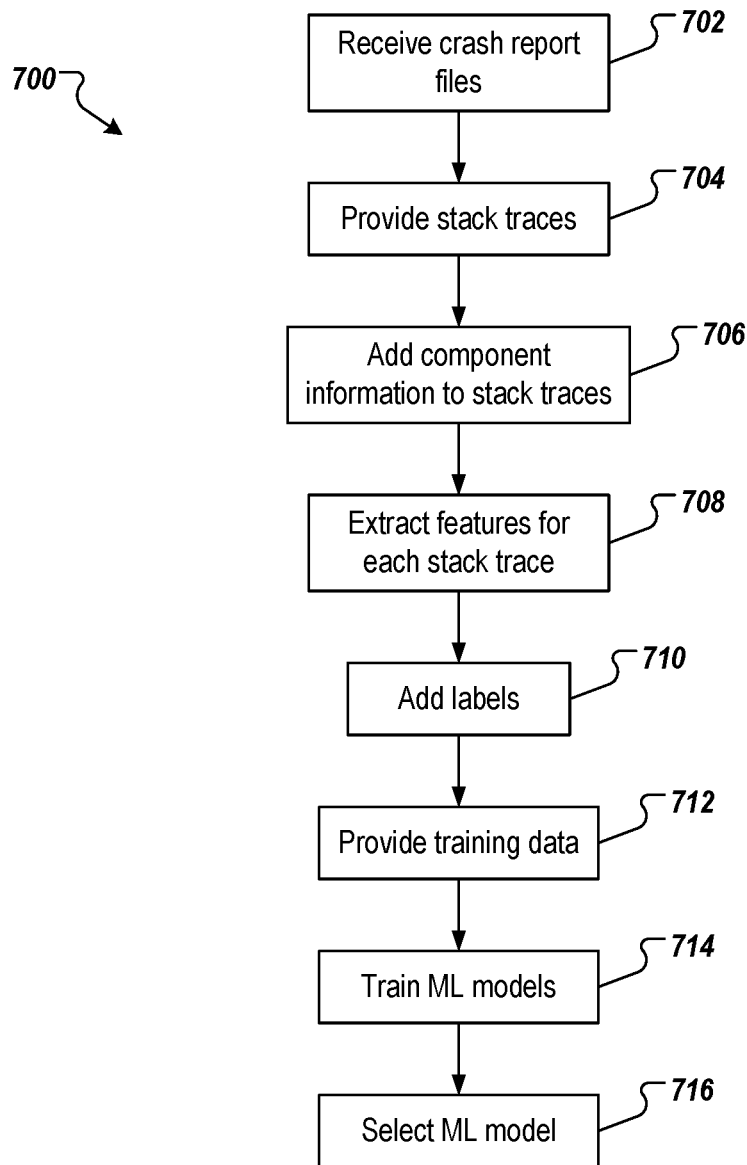 700
Receive crash report
files
702
Provide stack traces
704
Add component
information to stack traces
706
Extract features for
each stack trace
708
Add labels
710
Provide training data
712
Train ML models
714
Select ML model
716